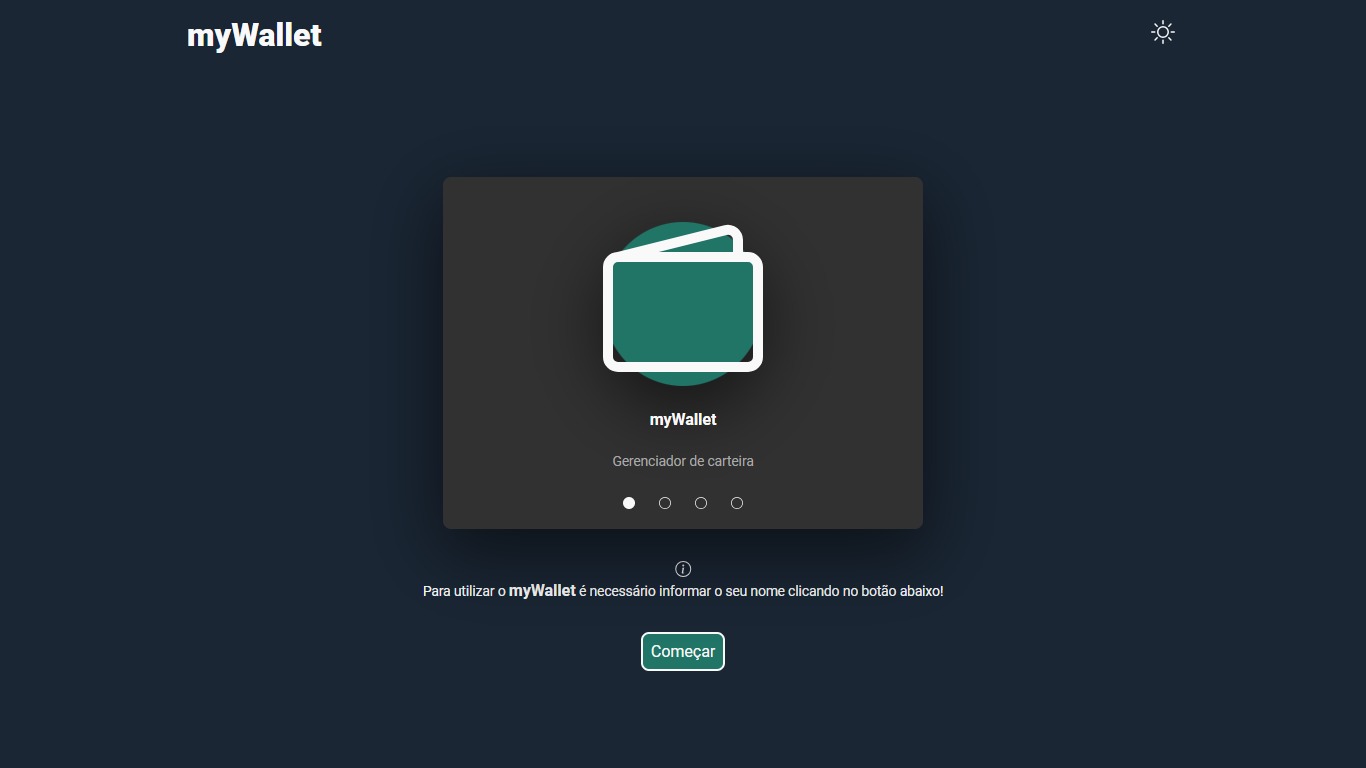 myWallet
myWallet
Gerenciador de carteira
Para utilizar o myWallet é necessário informar o seu nome clicando no botão abaixo!
Começar